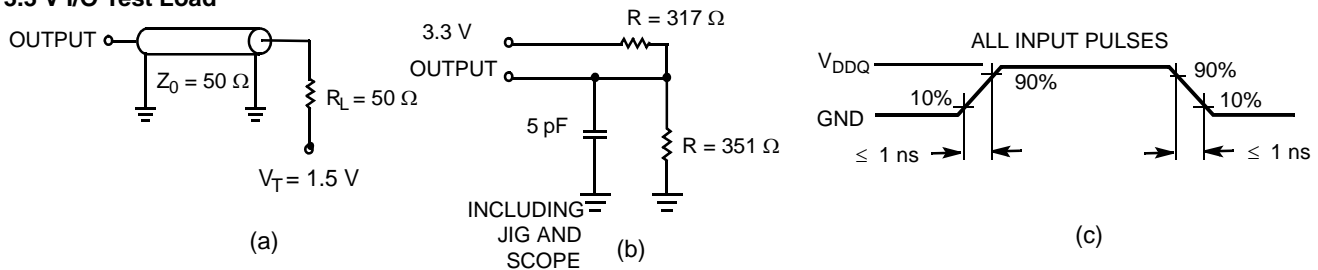 3.3 V I/O Test Load
OUTPUT
Z0 = 50 Ω
RL = 50 Ω
VT = 1.5 V
(a)
R = 317 Ω
3.3 V
OUTPUT
5 pF
R = 351 Ω
INCLUDING
JIG AND
SCOPE
(b)
ALL INPUT PULSES
VDDQ
GND
10%
90%
90%
10%
≤ 1 ns
≤ 1 ns
(c)